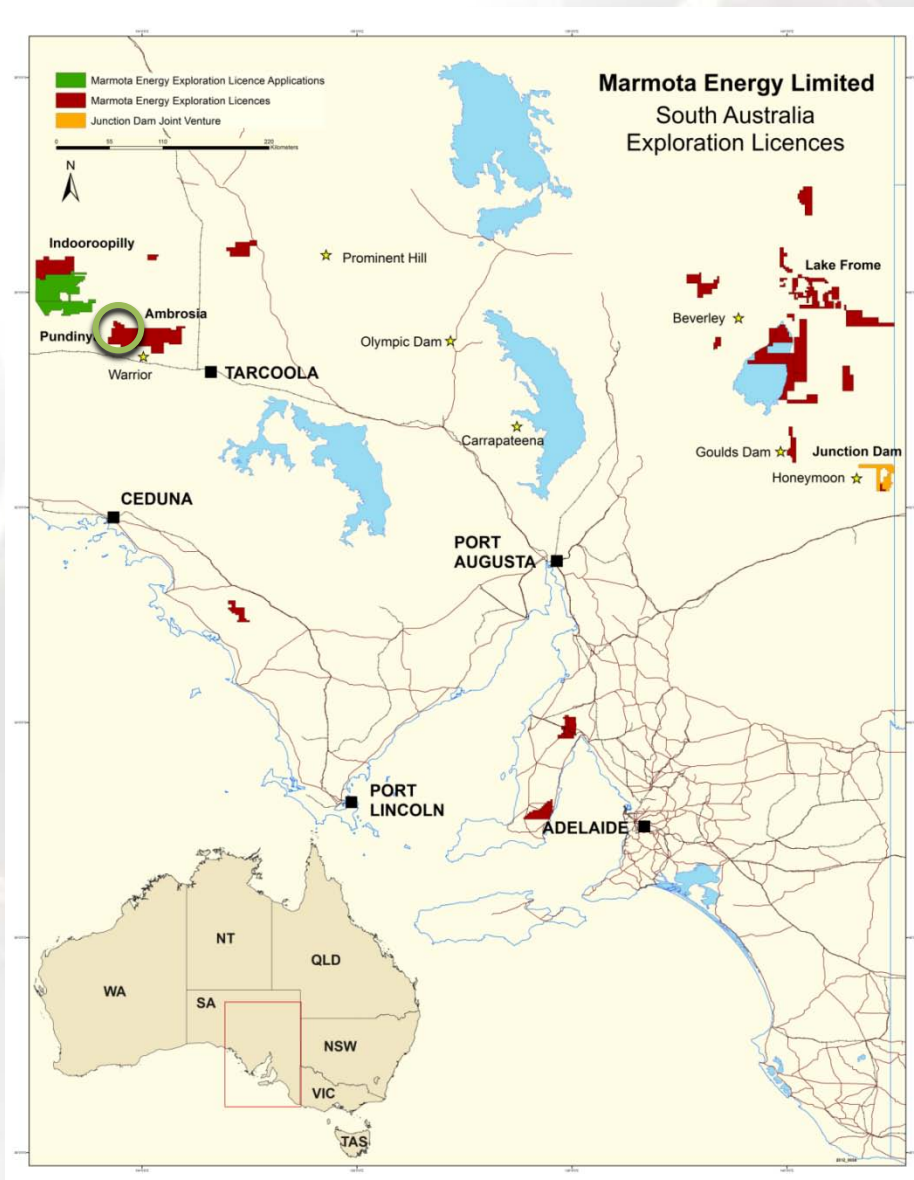 Marmota Energy Exploration Licence Applications
Marmota Energy Exploration Licences
Junction Dam Joint Venture
0 55 110 220
Kilometers
N
Marmota Energy Limited
South Australia
Exploration Licences
Indooroopilly
Prominent Hill
Lake Frome
Ambrosia
Beverley
Pundiny
Olympic Dam
Warrior
TARCOOLA
Carrapateena
Goulds Dam
Junction Dam
Honeymoon
CEDUNA
PORT
AUGUSTA
PORT
LINCOLN
ADELAIDE
NT
QLD
WA
SA
NSW
VIC
TAS